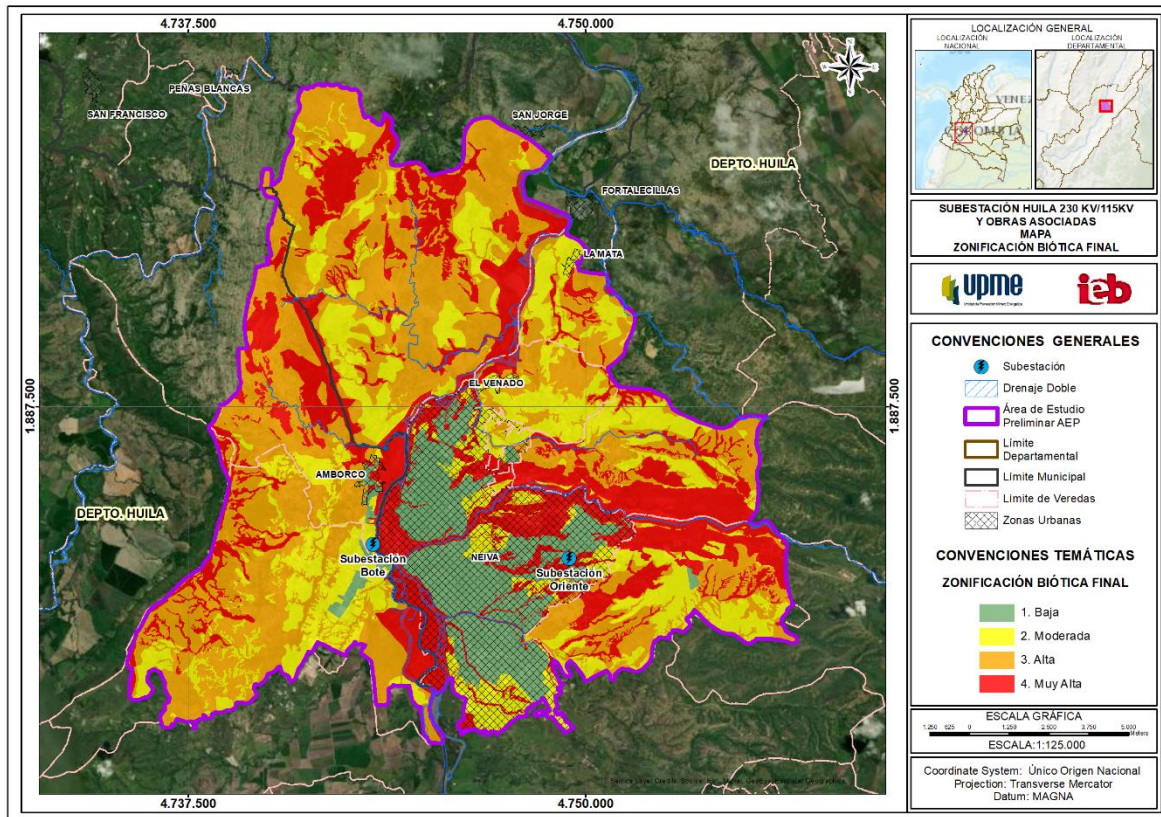 4.737.500
4.750.000
1.887.500
1.887.500
4.737.500
4.750.000
PEÑAS BLANCAS
SAN FRANCISCO
SAN JORGE
DEPTO. HUILA
FORTALECILLAS
LA MATA
EL VENADO
AMBORCO
DEPTO. HUILA
Subestación
Bote
NEIVA
Subestación
Oriente
LOCALIZACIÓN GENERAL
LOCALIZACIÓN
NACIONAL
LOCALIZACIÓN
DEPARTAMENTAL
SUBESTACIÓN HUILA 230 KV/115KV
Y OBRAS ASOCIADAS
MAPA
ZONIFICACIÓN BIÓTICA FINAL
upme
Unidad de Planeación Minero Energética
ieb
CONVENCIONES GENERALES
Subestación
Drenaje Doble
Área de Estudio
Preliminar AEP
Límite
Departamental
Límite Municipal
Límite de Veredas
Zonas Urbanas
CONVENCIONES TEMÁTICAS
ZONIFICACIÓN BIÓTICA FINAL
1. Baja
2. Moderada
3. Alta
4. Muy Alta
ESCALA GRÁFICA
1.250 625 0 1.250 2.500 3.750 5.000
Meters
ESCALA:1:125.000
Coordinate System: Único Origen Nacional
Projection: Transverse Mercator
Datum: MAGNA